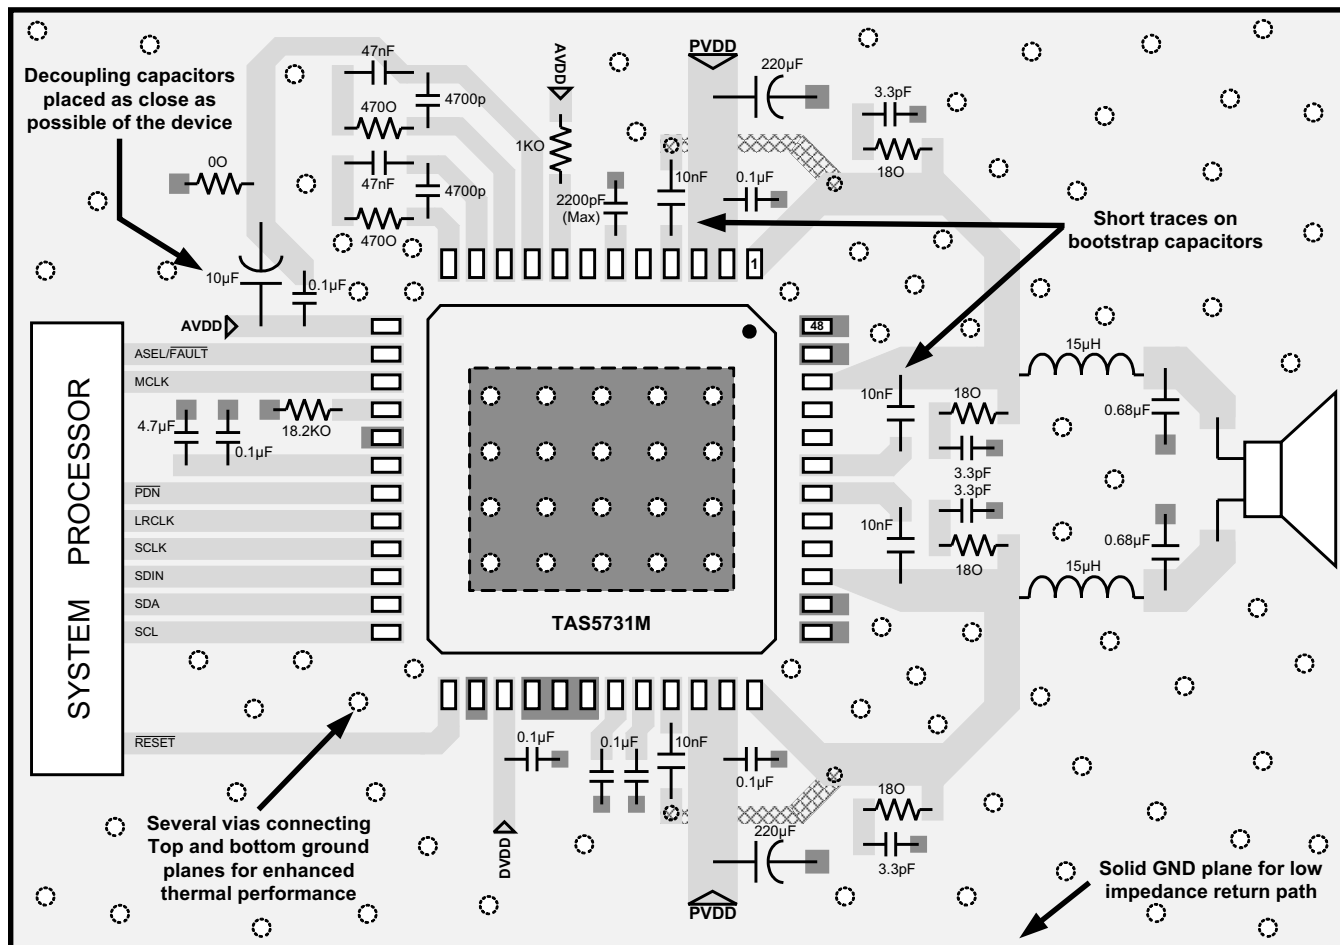 Decoupling capacitors
placed as close as
possible of the device
47nF
4700p
470O
47nF
4700p
470O
0O
AVDD
1KO
2200pF
(Max)
10nF
PVDD
220µF
0.1µF
3.3pF
18O
Short traces on
bootstrap capacitors
10µF
0.1µF
AVDD
1
48
SYSTEM PROCESSOR
ASEL/FAULT
MCLK
4.7µF
0.1µF
18.2KO
PDN
LRCLK
SCLK
SDIN
SDA
SCL
RESET
TAS5731M
10nF
18O
3.3pF
3.3pF
10nF
18O
15µH
0.68µF
0.68µF
15µH
0.1µF
0.1µF
10nF
0.1µF
DVDD
220µF
PVDD
18O
3.3pF
Several vias connecting
Top and bottom ground
planes for enhanced
thermal performance
Solid GND plane for low
impedance return path